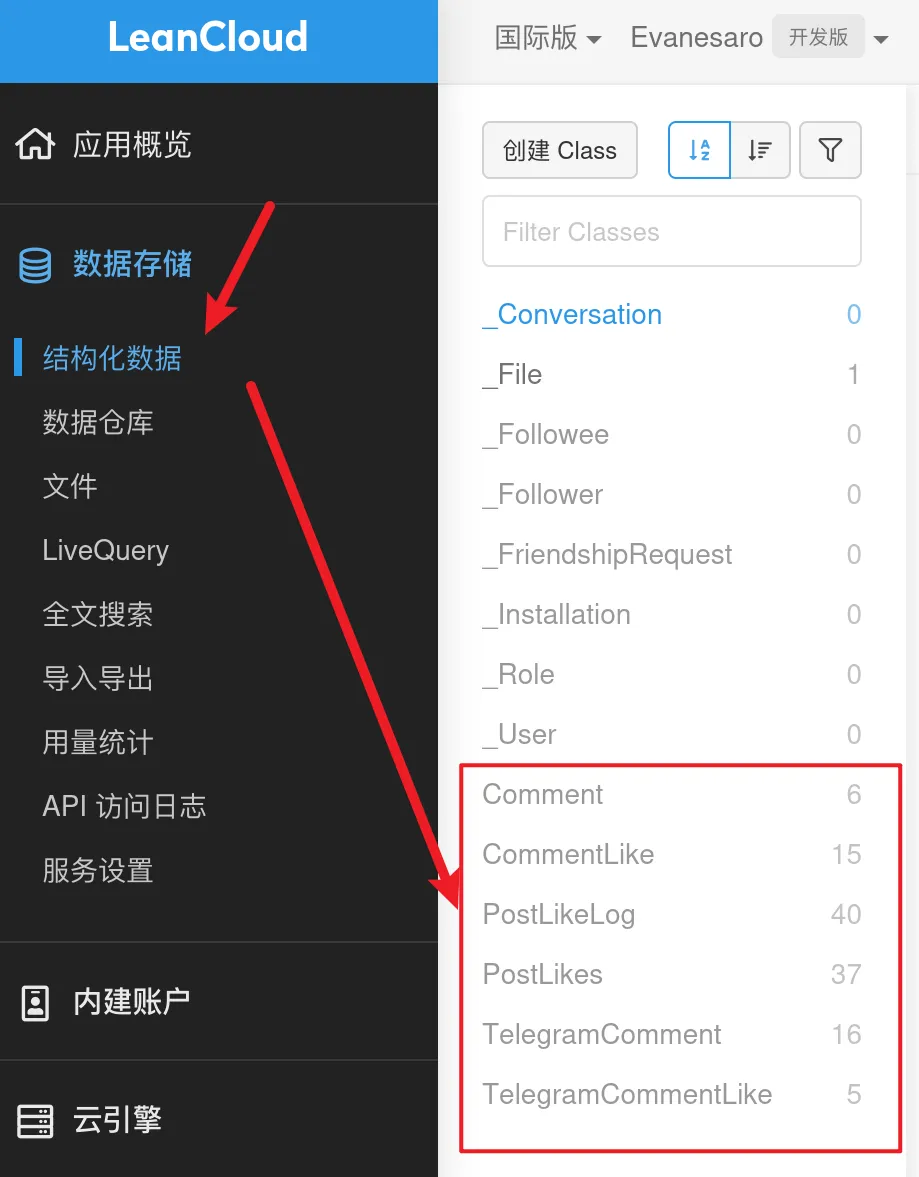 LeanCloud
国际版 Evanesaro 开发版
应用概览
数据存储
结构化数据
数据仓库
文件
LiveQuery
全文搜索
导入导出
用量统计
API 访问日志
服务设置
内建账户
云引擎
创建 Class
Filter Classes
_Conversation 0
_File 1
_Followee 0
_Follower 0
_FriendshipRequest 0
_Installation 0
_Role 0
_User 0
Comment 6
CommentLike 15
PostLikeLog 40
PostLikes 37
TelegramComment 16
TelegramCommentLike 5